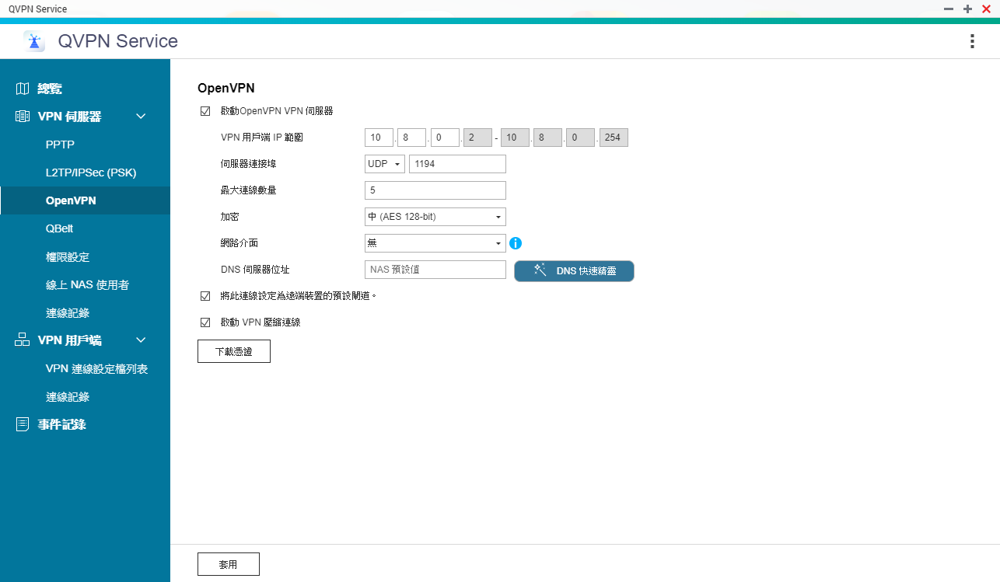 QVPN Service
QVPN Service
總覽
VPN 伺服器
PPTP
L2TP/IPSec (PSK)
OpenVPN
QBelt
權限設定
線上 NAS 使用者
連線記錄
VPN 用戶端
VPN 連線設定檔列表
連線記錄
事件記錄
OpenVPN
啟動OpenVPN VPN 伺服器
VPN 用戶端 IP 範圍 10 . 8 . 0 . 2 - 10 . 8 . 0 . 254
伺服器連接埠 UDP 1194
最大連線數量 5
加密 中 (AES 128-bit)
網路介面 無
DNS 伺服器位址 NAS 預設值 DNS 快速精靈
將此連線設定為遠端裝置的預設閘道。
啟動 VPN 壓縮連線
下載憑證
套用